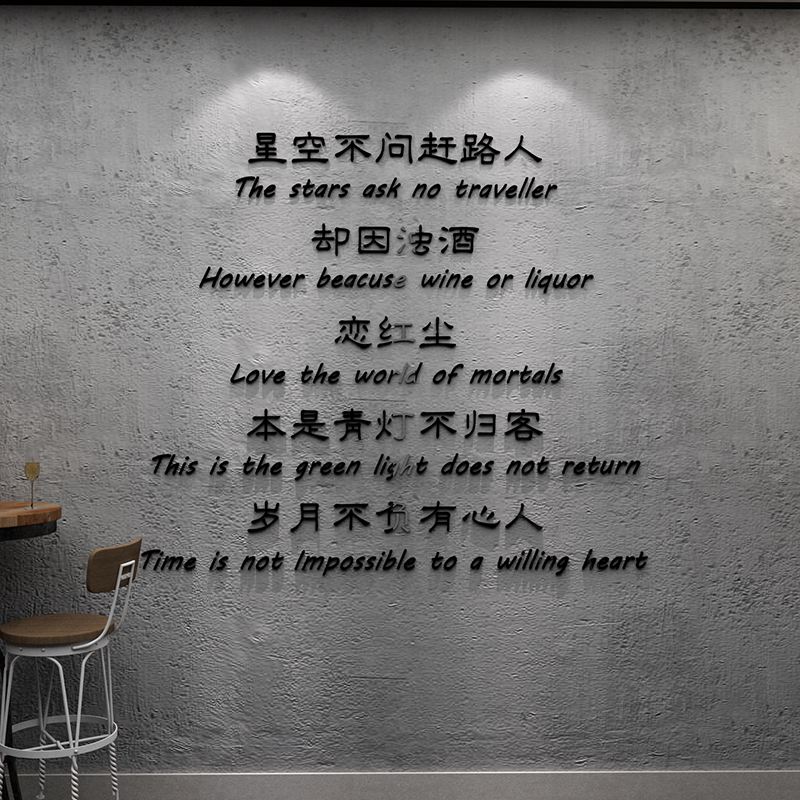 星空不问赶路人
The stars ask no traveller
却因浊酒
However beacuse wine or liquor
恋红尘
Love the world of mortals
本是青灯不归客
This is the green light does not return
岁月不负有心人
Time is not Impossible to a willing heart